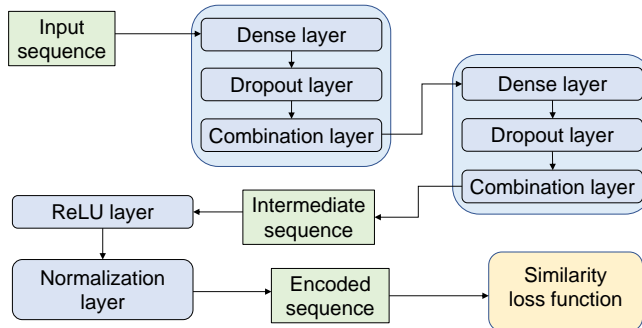 Input
sequence
Dense layer
Dropout layer
Combination layer
Dense layer
Dropout layer
Combination layer
Intermediate
sequence
ReLU layer
Normalization
layer
Encoded
sequence
Similarity
loss function